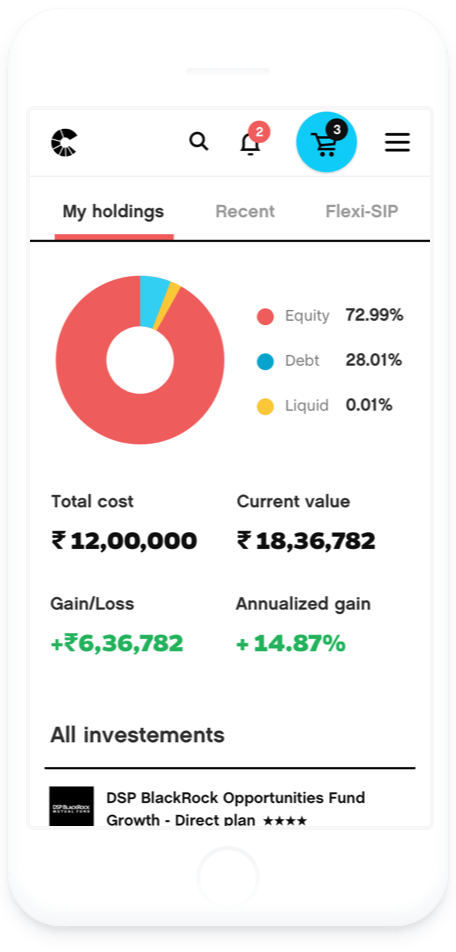 2
3
My holdings
Recent
Flexi-SIP
Equity 72.99%
Debt 28.01%
Liquid 0.01%
Total cost
Current value
₹ 12,00,000
₹ 18,36,782
Gain/Loss
Annualized gain
+₹6,36,782
+ 14.87%
All investements
DSP BLACKROCK
MUTUAL FUND
DSP BlackRock Opportunities Fund
Growth - Direct plan ★★★★